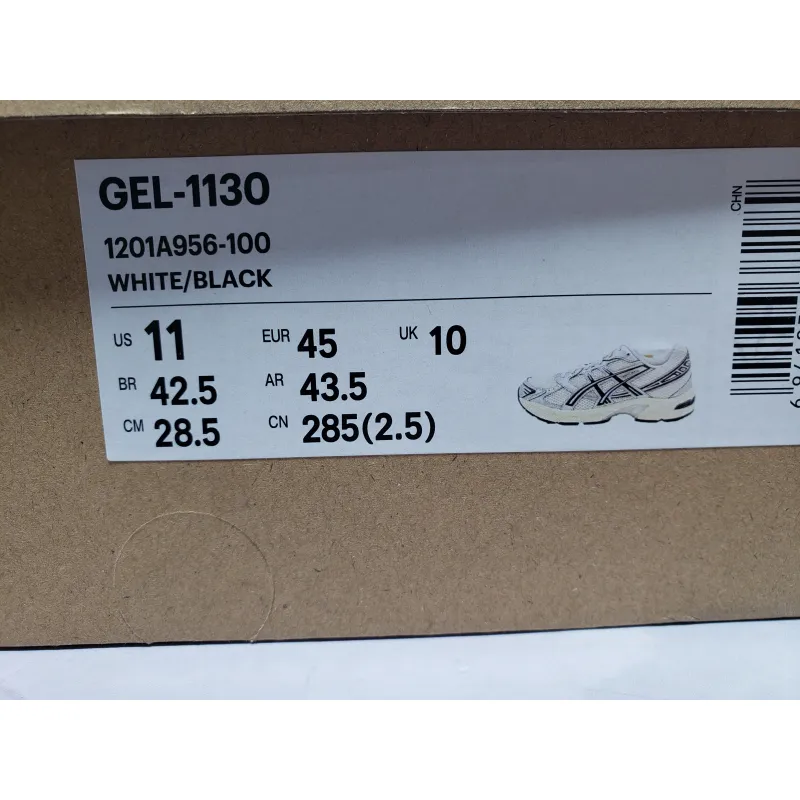 GEL-1130
1201A956-100
WHITE/BLACK
US 11 EUR 45 UK 10
BR 42.5 AR 43.5
CM 28.5 CN 285(2.5)
CHN